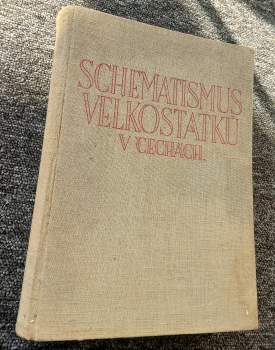 SCHEMATISMUS
VELKOSTATKŮ
V ČECHÁCH.